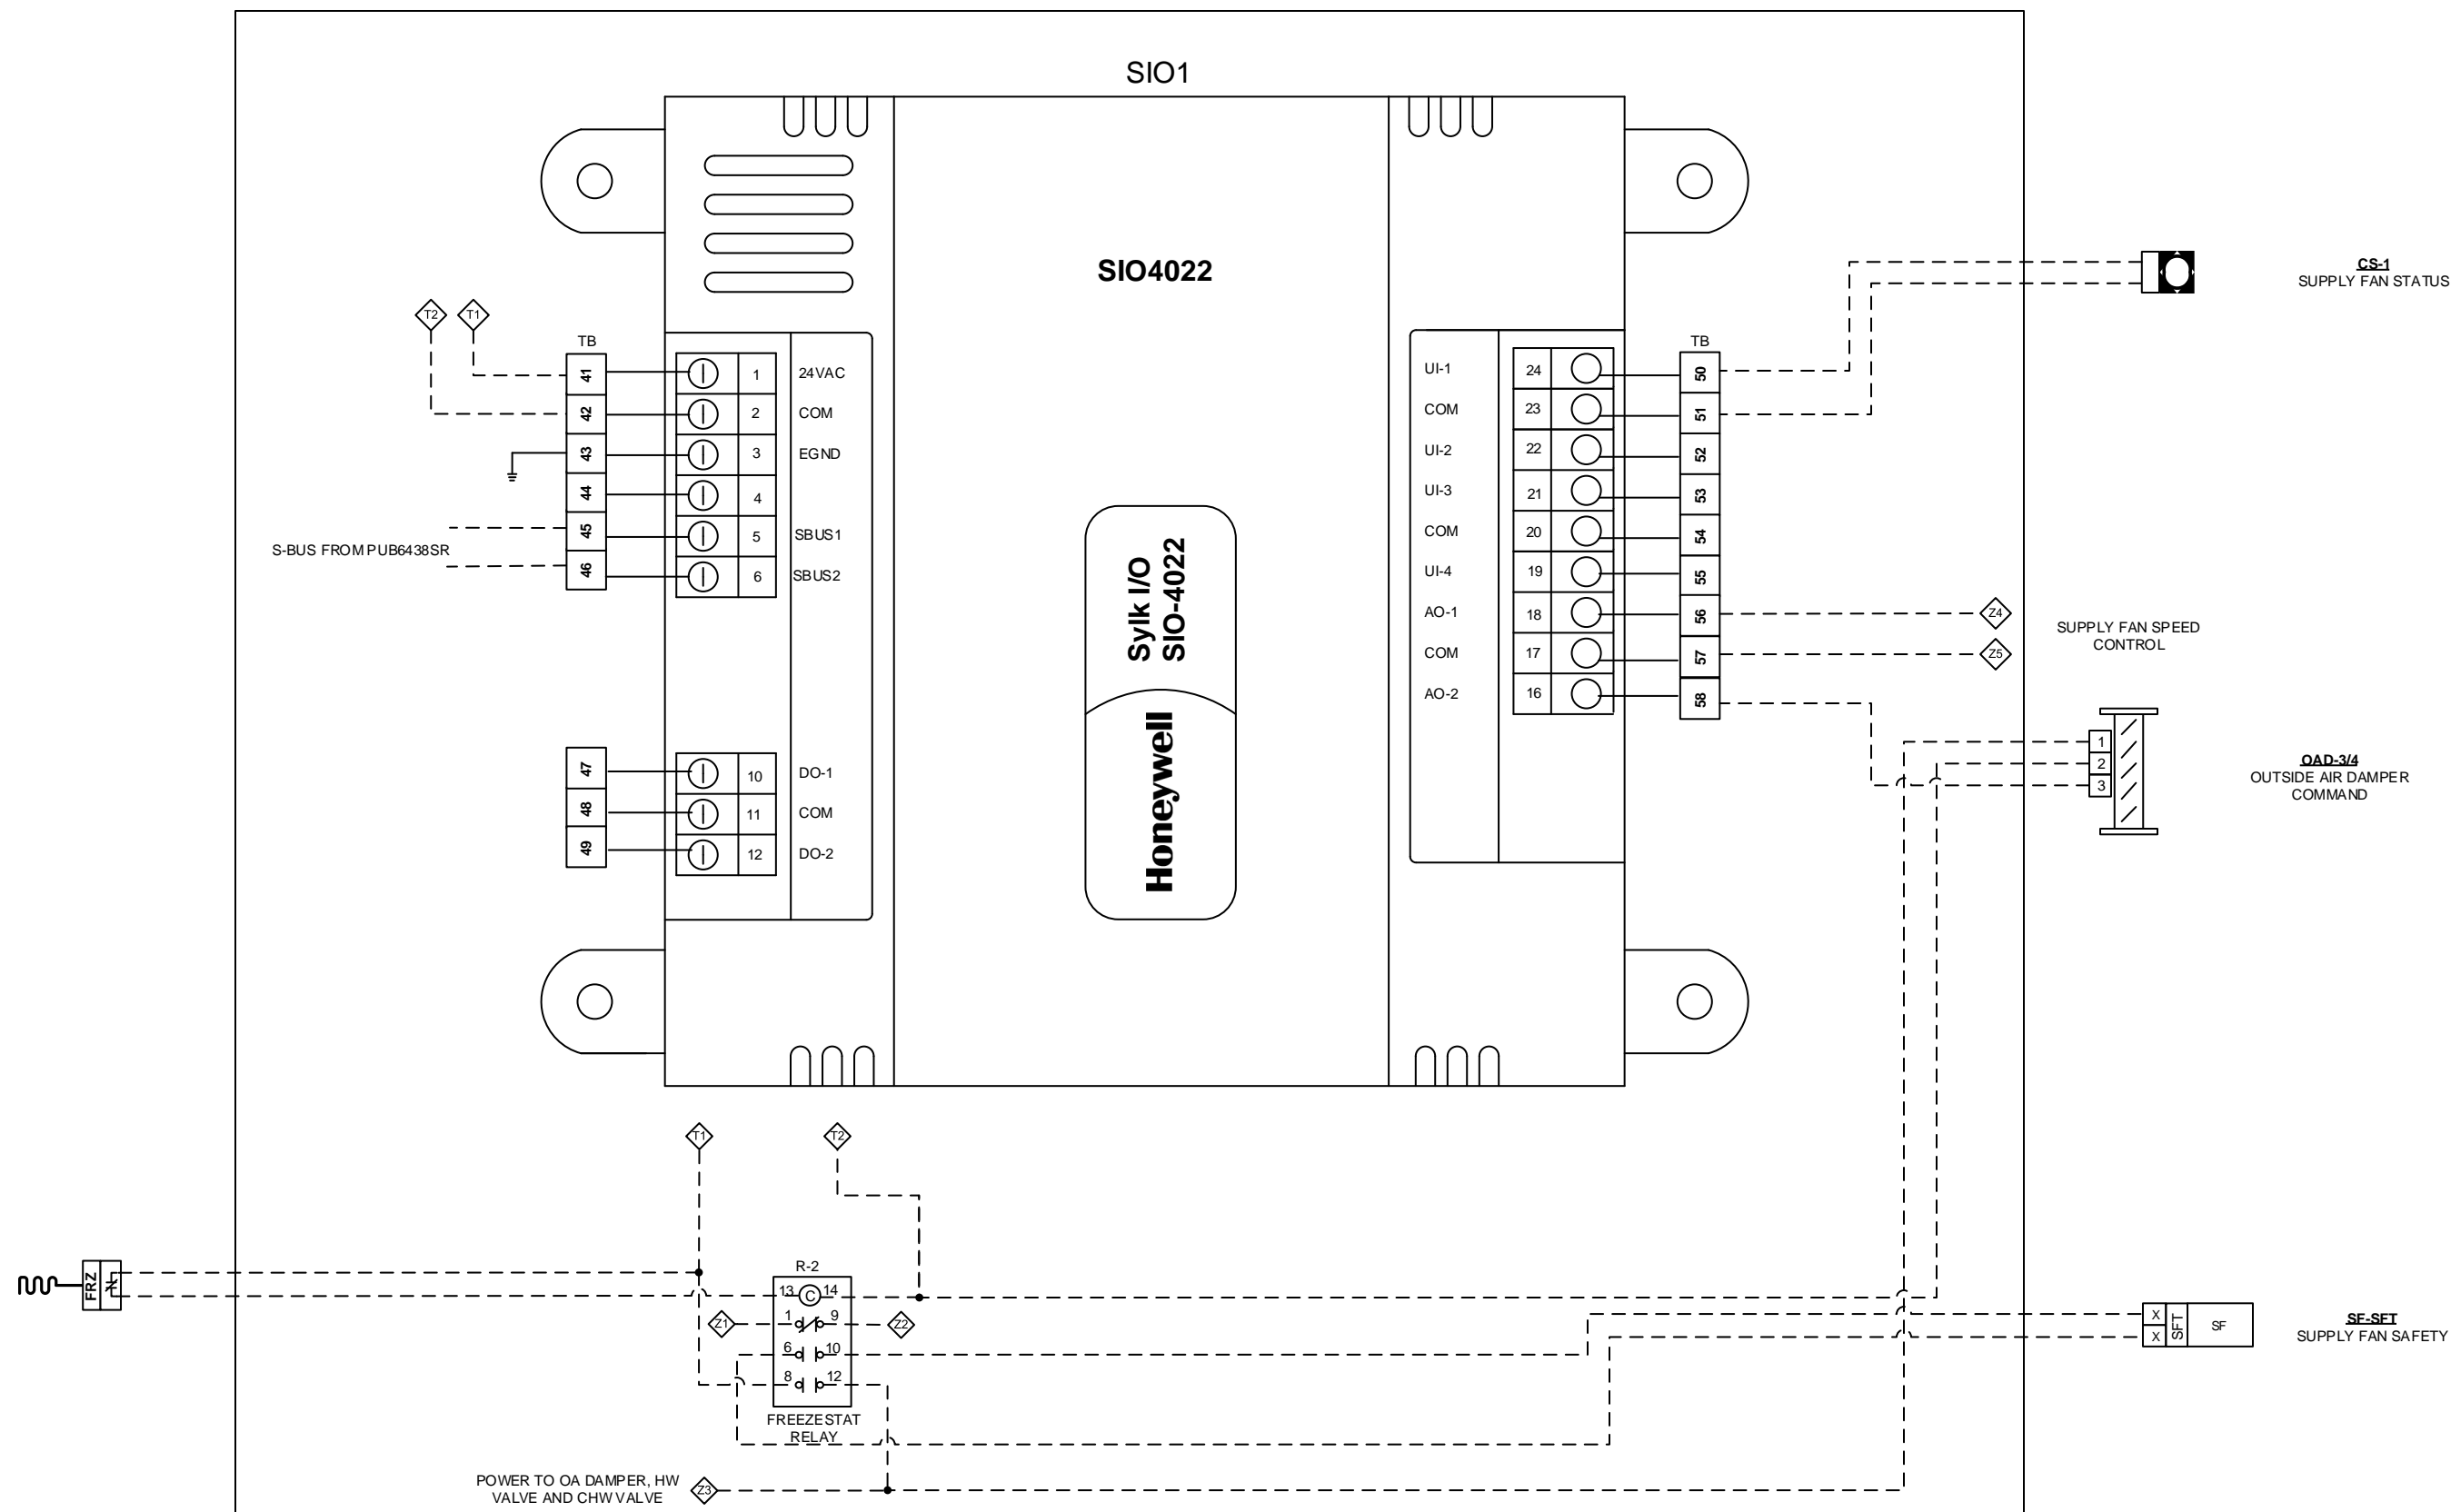 SIO1
SIO4022
Sylk I/O
SIO-4022
Honeywell
T2
T1
TB
41
42
43
44
45
46
1
2
3
4
5
6
24VAC
COM
EGND
SBUS1
SBUS2
S-BUS FROM PUB6438SR
47
48
49
10
11
12
DO-1
COM
DO-2
UI-1
COM
UI-2
UI-3
COM
UI-4
AO-1
COM
AO-2
24
23
22
21
20
19
18
17
16
TB
50
51
52
53
54
55
56
57
58
CS-1
SUPPLY FAN STATUS
Z4
Z5
SUPPLY FAN SPEED
CONTROL
1
2
3
OAD-3/4
OUTSIDE AIR DAMPER
COMMAND
T1
T2
FRZ
R-2
13 C 14
Z1 1 9 Z2
6 10
8 12
FREEZESTAT
RELAY
X
X
SFT
SF
SF-SFT
SUPPLY FAN SAFETY
POWER TO OA DAMPER, HW
VALVE AND CHW VALVE
Z3